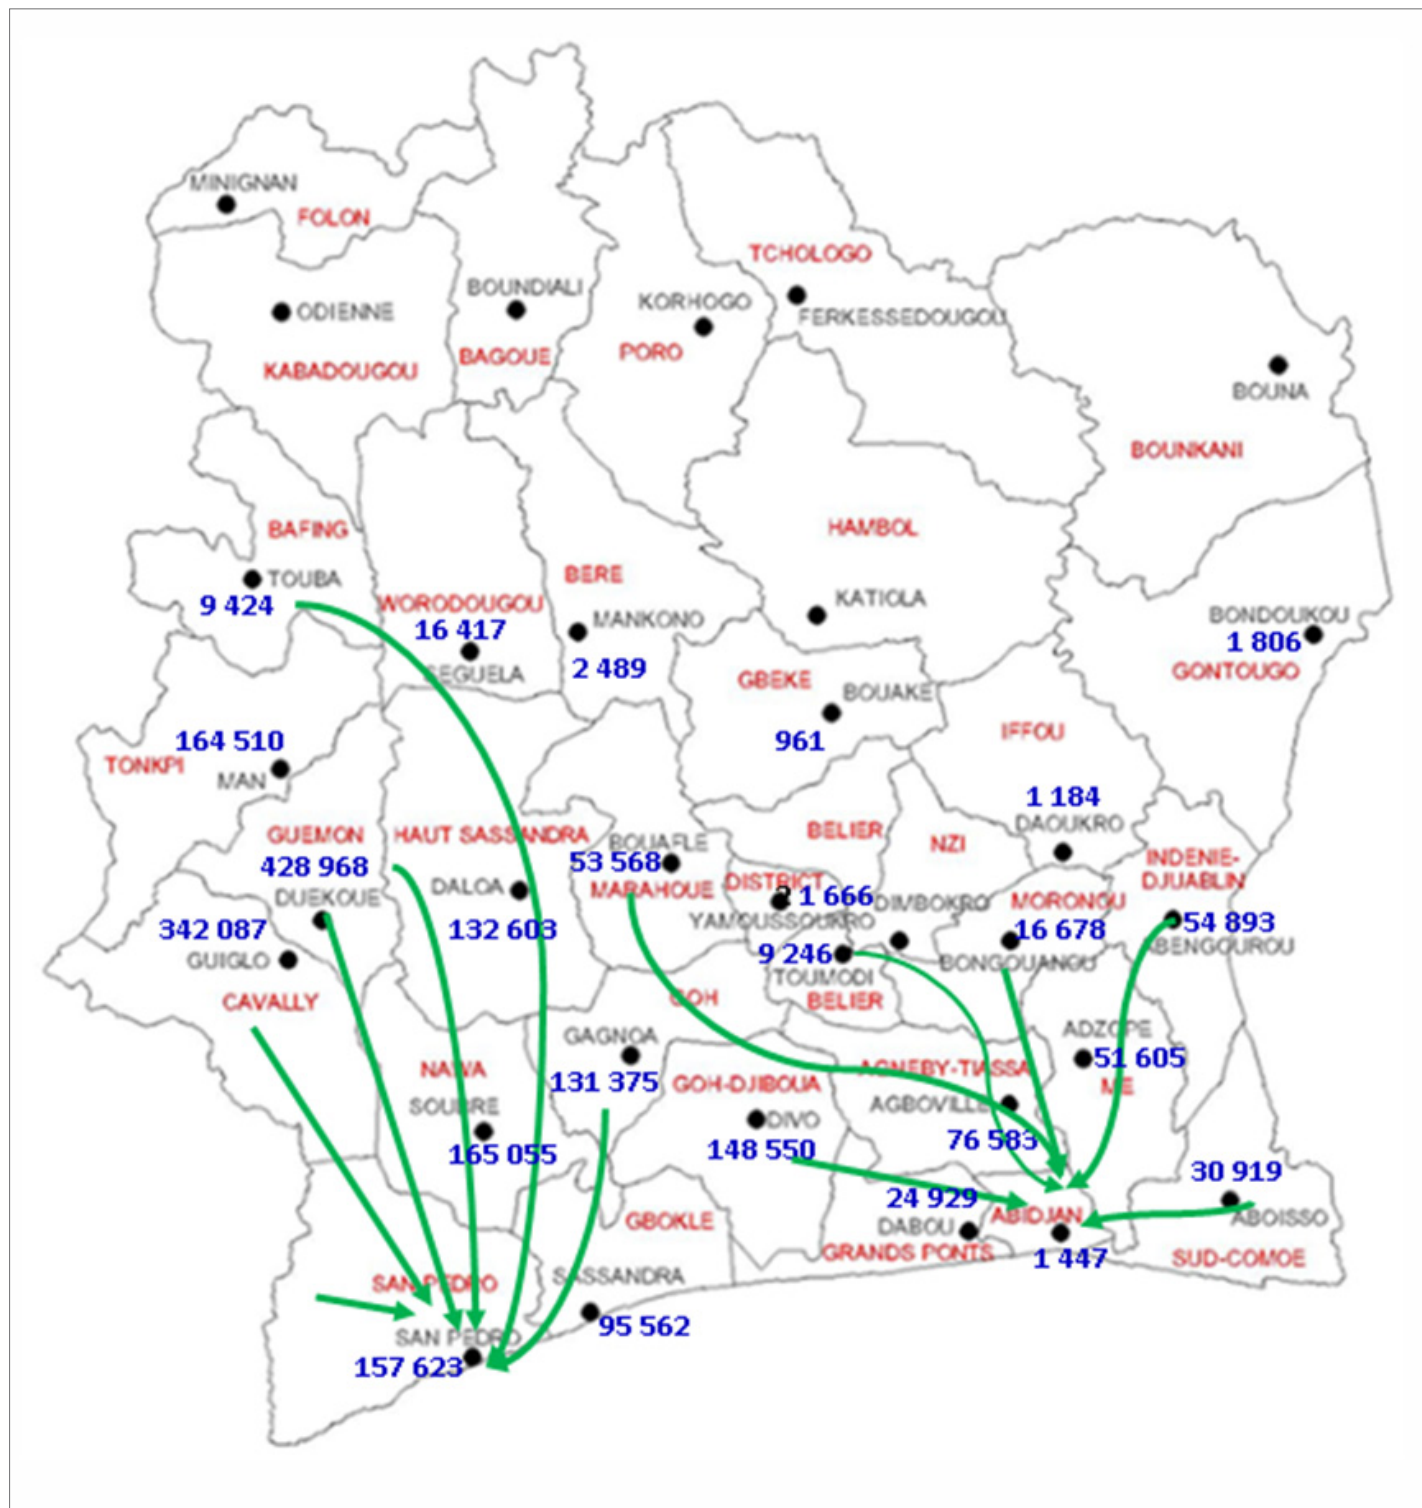 MINIGNAN
FOLON
TCHOLOGO
BOUNDIALI
KORHOGO
ODIENNE
FERKESSEDOUGOU
BAGOUE
PORO
KABADOUGOU
BOUNA
BOUNKANI
BAFING
HAMBOL
TOUBA
BERE
9 424
WORODOUGOU
KATIOLA
16 417
MANKONO
BONDOUKOU
1 806
SEGUELA
2 489
GBEKE
BOUAKE
GONTOUGO
164 510
961
IFFOU
TONKPI
MAN
1 184
DAOUKRO
GUEMON
HAUT SASSANDRA
BOUAFLE
BELIER
NZI
INDENIE-
DJUABLIN
428 968
53 568
DALOA
MARAHOUE
DISTRICT
1 666
DUEKOUE
YAMOUSSOUKRO
DIMBOKRO
MORONOU
342 087
132 603
16 678
54 893
GUIGLO
9 246
BONGOUANOU
ABENGOUROU
TOUMODI
CAVALLY
GOH
BELIER
GAGNOA
ADZOPE
51 605
NAWA
131 375
GOH-DJIBOUA
AGNEBY-TIASSA
ME
SOUBRE
DIVO
AGBOVILLE
165 055
148 550
76 583
30 919
24 929
GBOKLE
DABOU
ABIDJAN
ABOISSO
GRANDS PONTS
1 447
SUD-COMOE
SAN PEDRO
SASSANDRA
SAN PEDRO
95 562
157 623